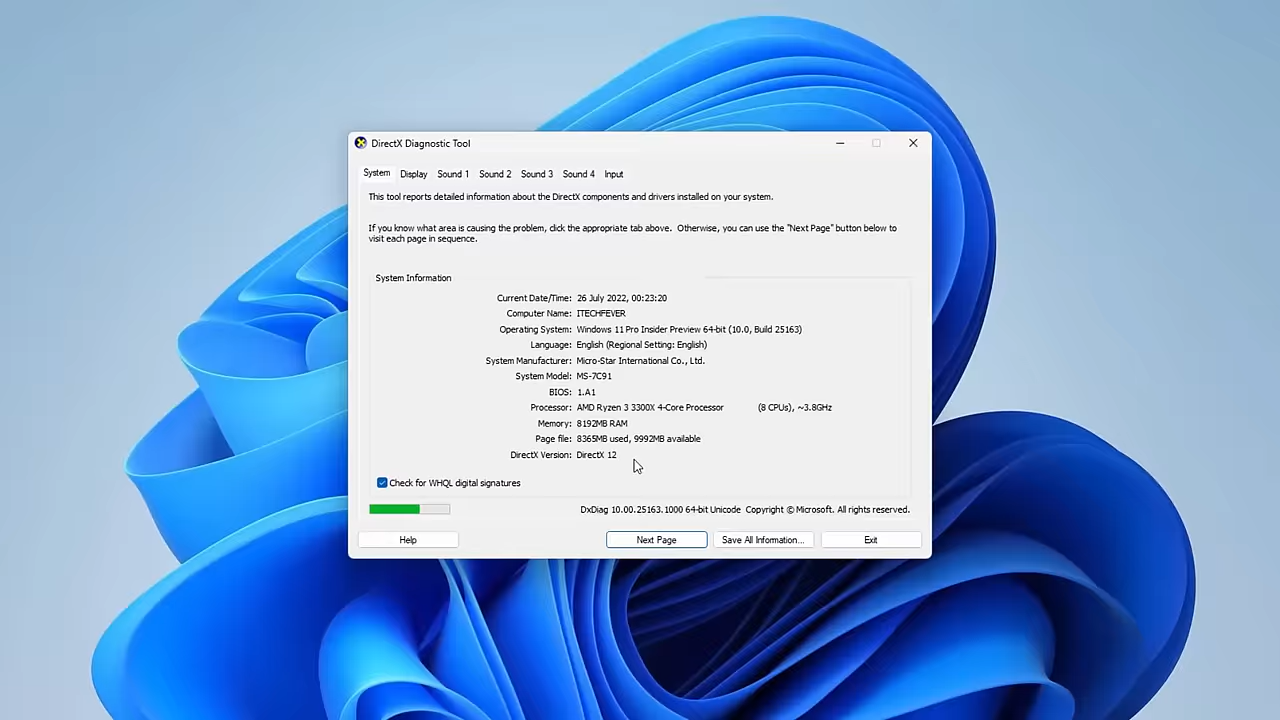 DirectX Diagnostic Tool
System Display Sound 1 Sound 2 Sound 3 Sound 4 Input
This tool reports detailed information about the DirectX components and drivers installed on your system.
If you know what area is causing the problem, click the appropriate tab above. Otherwise, you can use the "Next Page" button below to
visit each page in sequence.
System Information
Current Date/Time: 26 July 2022, 00:23:20
Computer Name: ITECHFEVER
Operating System: Windows 11 Pro Insider Preview 64-bit (10.0, Build 25163)
Language: English (Regional Setting: English)
System Manufacturer: Micro-Star International Co., Ltd.
System Model: MS-7C91
BIOS: 1.A1
Processor: AMD Ryzen 3 3300X 4-Core Processor (8 CPUs), ~3.8GHz
Memory: 8192MB RAM
Page file: 8365MB used, 9992MB available
DirectX Version: DirectX 12
Check for WHQL digital signatures
DxDiag 10.00.25163.1000 64-bit Unicode Copyright © Microsoft. All rights reserved.
Help Next Page Save All Information... Exit